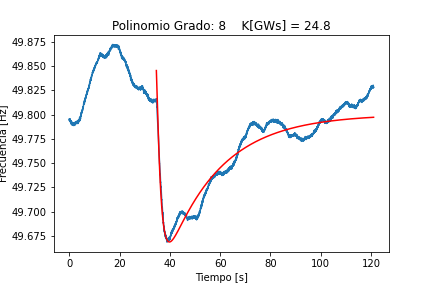 Polinomio Grado: 8    K[GWs] = 24.8
49.875
49.850
49.825
49.800
49.775
49.750
49.725
49.700
49.675
Frecuencia [Hz]
0 20 40 60 80 100 120
Tiempo [s]